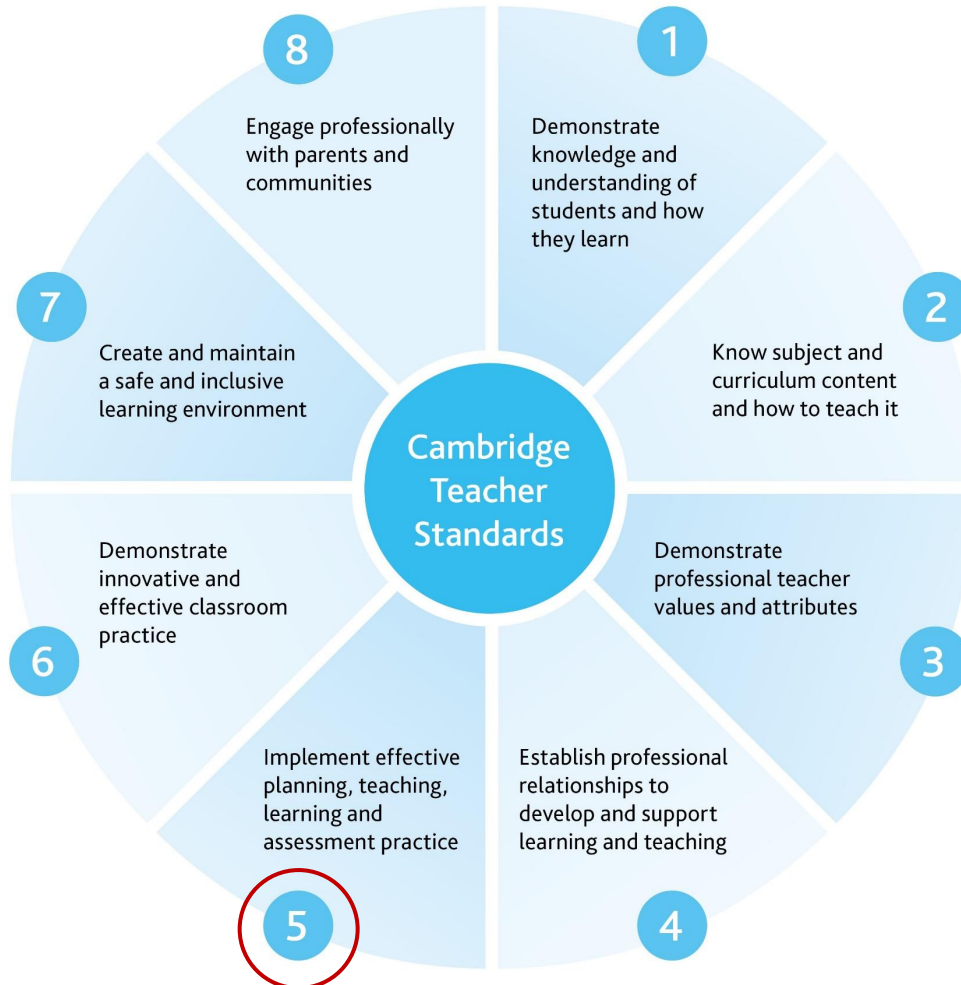 Cambridge
Teacher
Standards
1
Demonstrate
knowledge and
understanding of
students and how
they learn
2
Know subject and
curriculum content
and how to teach it
3
Demonstrate
professional teacher
values and attributes
4
Establish professional
relationships to
develop and support
learning and teaching
5
Implement effective
planning, teaching,
learning and
assessment practice
6
Demonstrate
innovative and
effective classroom
practice
7
Create and maintain
a safe and inclusive
learning environment
8
Engage professionally
with parents and
communities